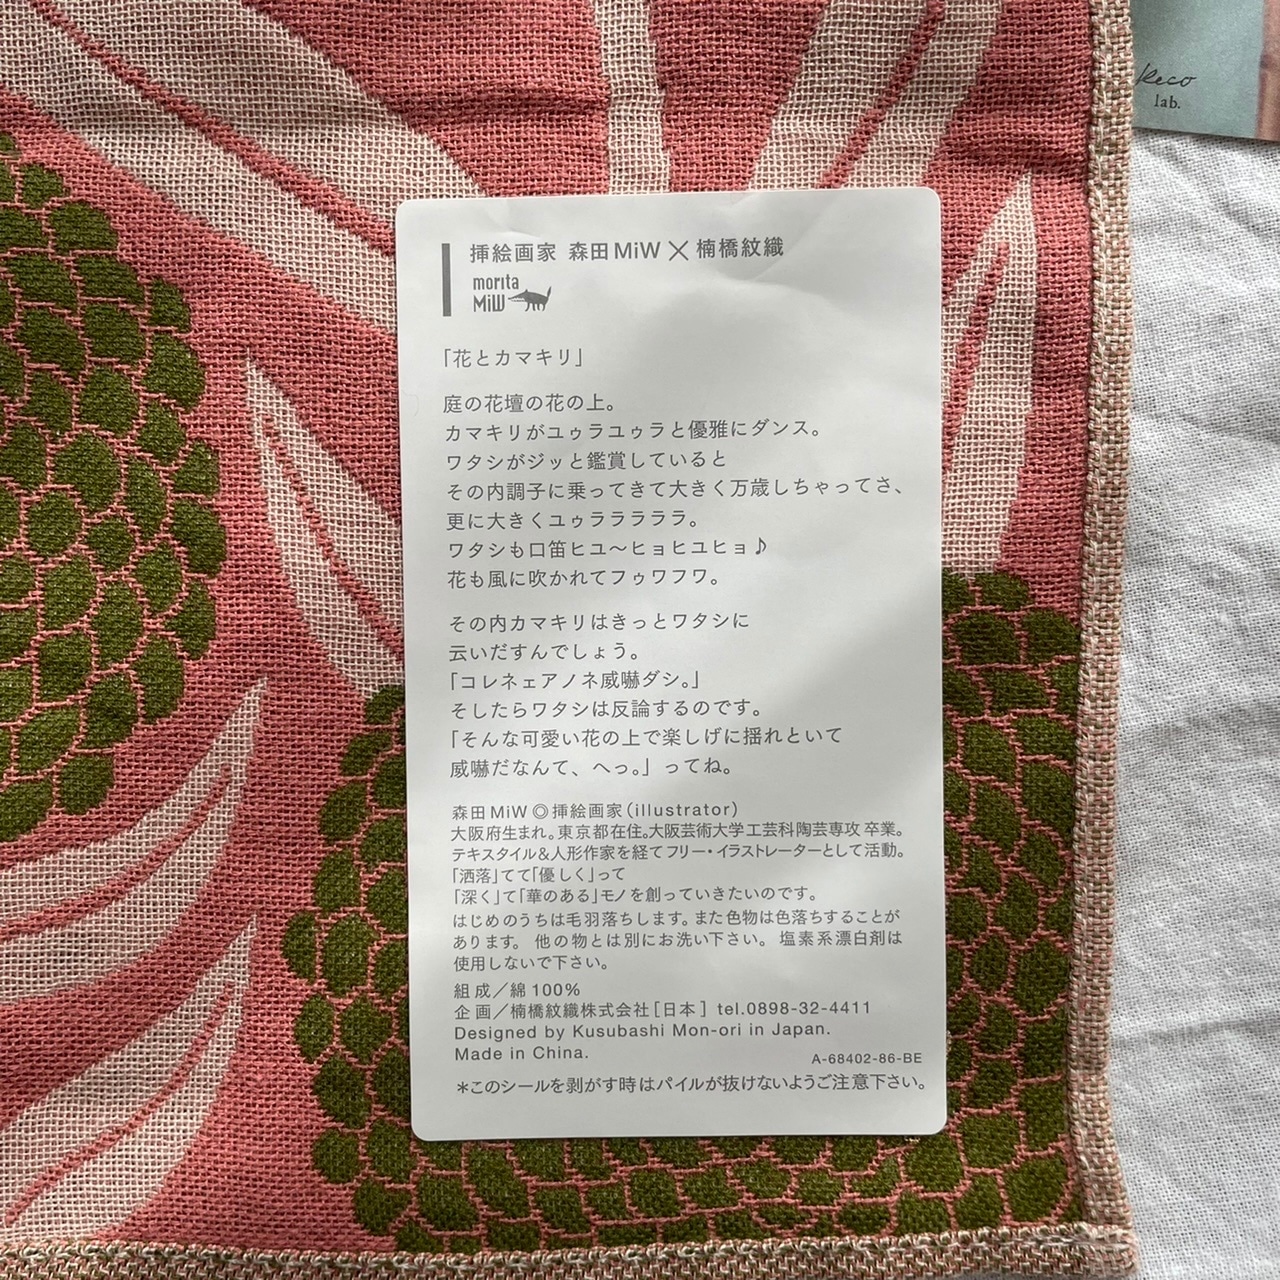 Keco
lab.
挿絵画家 森田MiW×楠橋紋織
morita
MiW
「花とカマキリ」
庭の花壇の花の上。
カマキリがユゥラユゥラと優雅にダンス。
ワタシがジッと鑑賞していると
その内調子に乗ってきて大きく万歳しちゃってさ、
更に大きくユゥラララララ。
ワタシも口笛ヒユ〜ヒョヒユヒョ♪
花も風に吹かれてフゥワフワ。
その内カマキリはきっとワタシに
云いだすんでしょう。
「コレネェアノネ威嚇ダシ。」
そしたらワタシは反論するのです。
「そんな可愛い花の上で楽しげに揺れといて
威嚇だなんて、へっ。」ってね。
森田MiW◎挿絵画家(illustrator)
大阪府生まれ。東京都在住。大阪芸術大学工芸科陶芸専攻 卒業。
テキスタイル&人形作家を経てフリー・イラストレーターとして活動。
「洒落」てて「優しく」って
「深く」て「華のある」モノを創っていきたいのです。
はじめのうちは毛羽落ちします。また色物は色落ちすることが
あります。 他の物とは別にお洗い下さい。 塩素系漂白剤は
使用しないで下さい。
組成/綿100%
企画/楠橋紋織株式会社[日本] tel.0898-32-4411
Designed by Kusubashi Mon-ori in Japan.
Made in China.
A-68402-86-BE
*このシールを剥がす時はパイルが抜けないようご注意下さい。